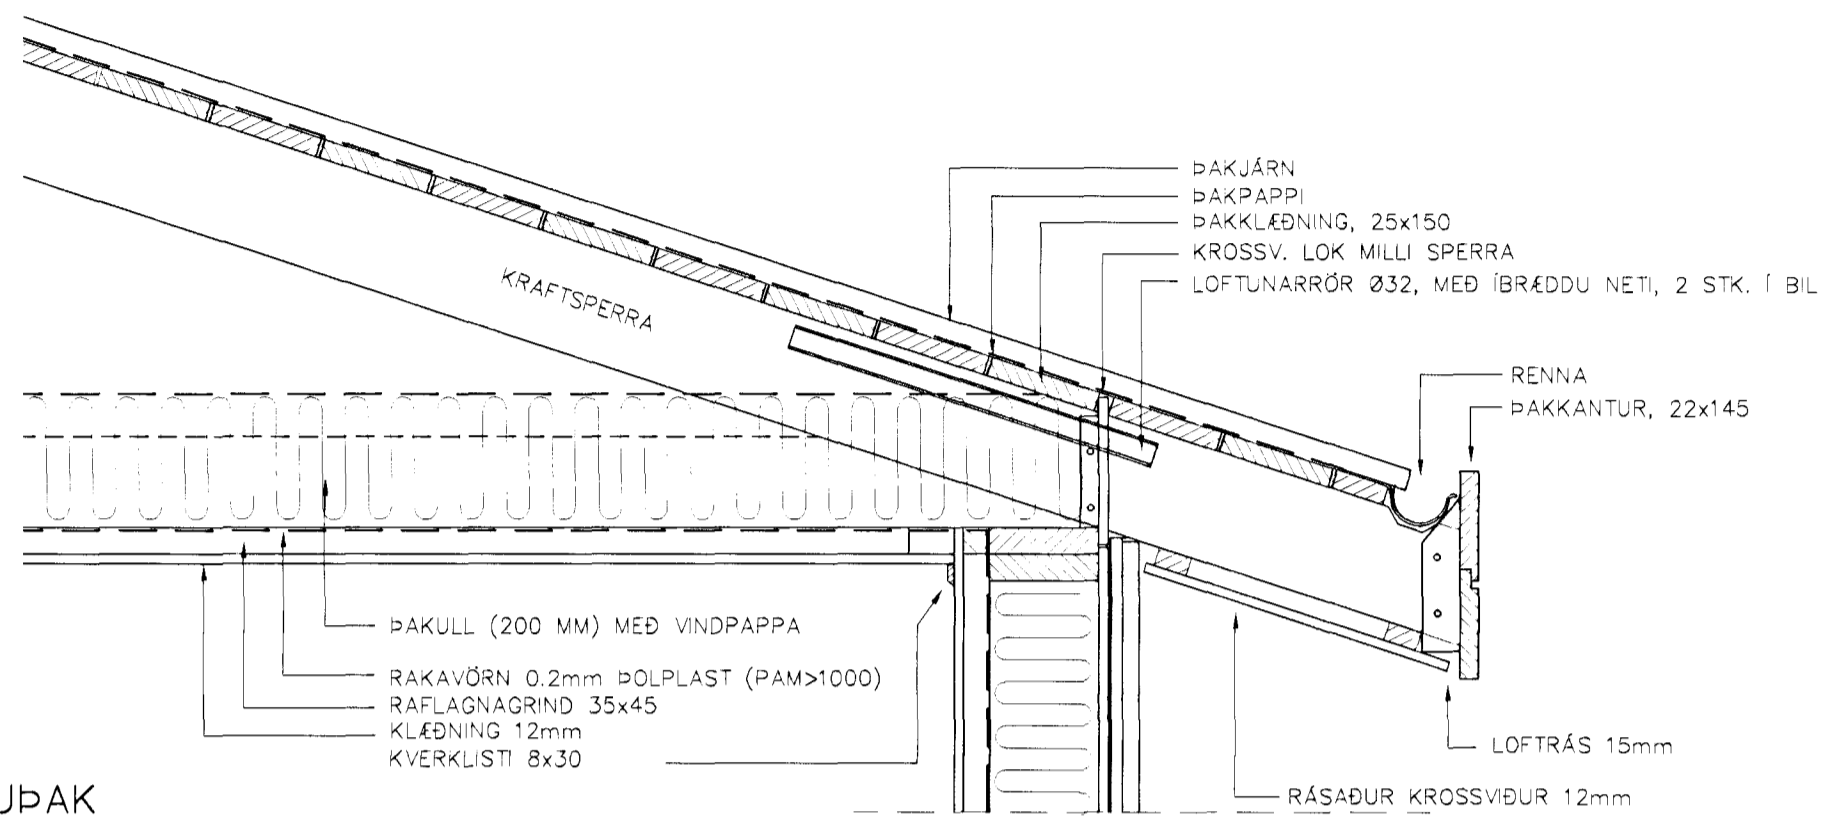 ÞAKJÁRN
ÞAKPAPPI
ÞAKKLÆÐNING, 25x150
KROSSV. LOK MILLI SPERRA
LOFTUNARRÖR Ø32, MEÐ ÍBRÆDDU NETI, 2 STK. Í BIL
KRAFTSPERRA
RENNA
ÞAKKANTUR, 22x145
ÞAKULL (200 MM) MEÐ VINDPAPPA
RAKAVÖRN 0.2mm ÞOLPLAST (PAM>1000)
RAFLAGNAGRIND 35x45
KLÆÐNING 12mm
KVERKLISTI 8x30
LOFTRÁS 15mm
RÁSAÐUR KROSSVIÐUR 12mm
UÞAK